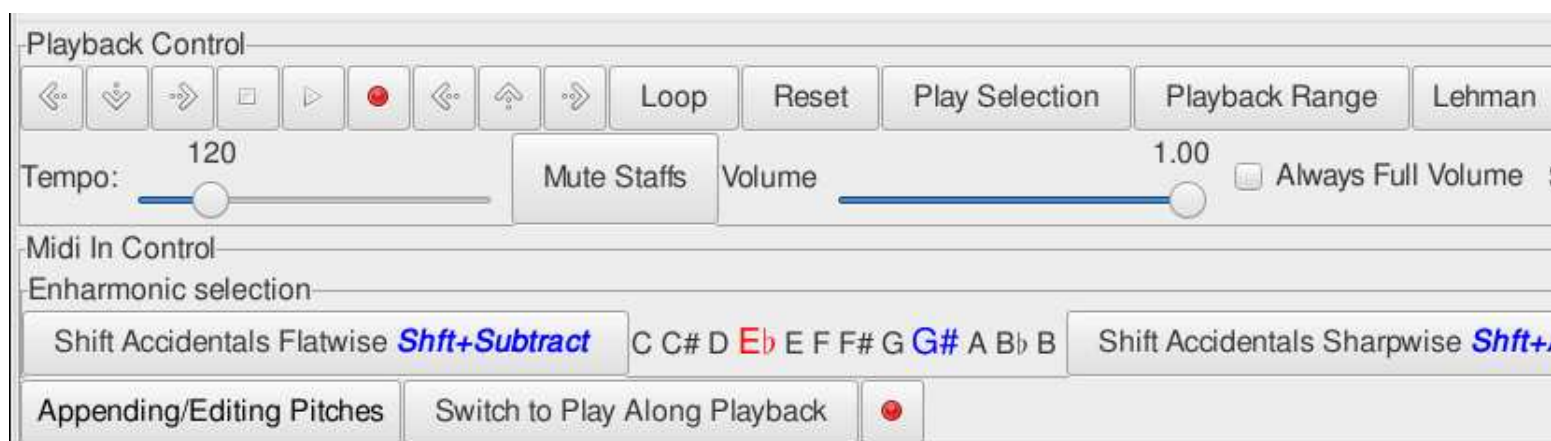 Playback Control
Loop Reset Play Selection Playback Range Lehman
120 1.00
Tempo: Mute Staffs Volume Always Full Volume
Midi In Control
Enharmonic selection
Shift Accidentals Flatwise Shft+Subtract C C# D E♭ E F F# G G# A B♭ B Shift Accidentals Sharpwise Shft+
Appending/Editing Pitches Switch to Play Along Playback